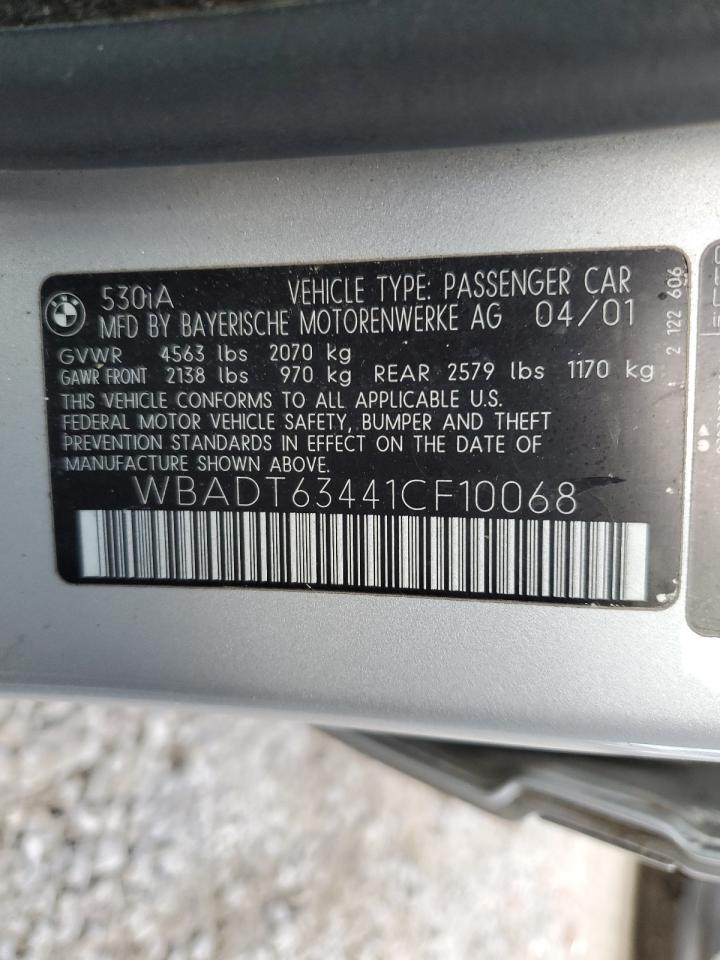 BMW
530iA VEHICLE TYPE: PASSENGER CAR
MFD BY BAYERISCHE MOTORENWERKE AG 04/01
GVWR 4563 lbs 2070 kg
GAWR FRONT 2138 lbs 970 kg REAR 2579 lbs 1170 kg
THIS VEHICLE CONFORMS TO ALL APPLICABLE U.S.
FEDERAL MOTOR VEHICLE SAFETY, BUMPER AND THEFT
PREVENTION STANDARDS IN EFFECT ON THE DATE OF
MANUFACTURE SHOWN ABOVE.
WBADT63441CF10068
2 122 606